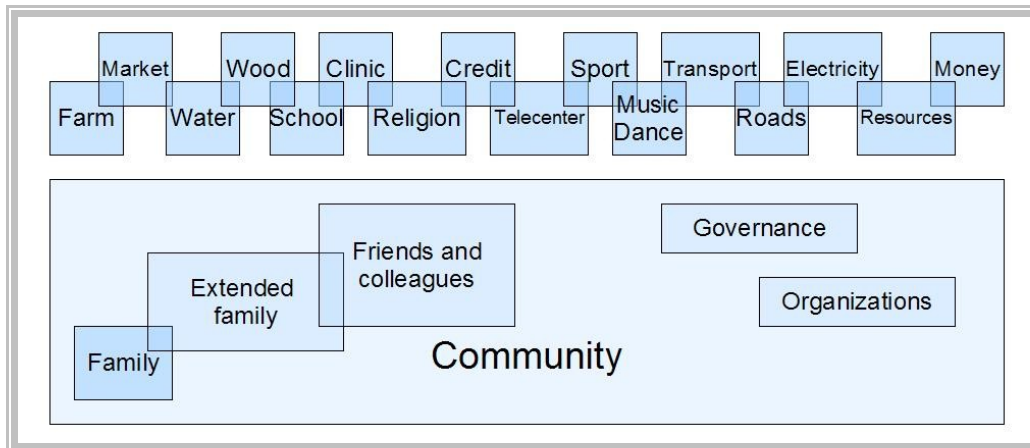 Market
Wood
Clinic
Credit
Sport
Transport
Electricity
Money
Farm
Water
School
Religion
Telecenter
Music
Dance
Roads
Resources
Friends and
colleagues
Governance
Extended
family
Organizations
Family
Community